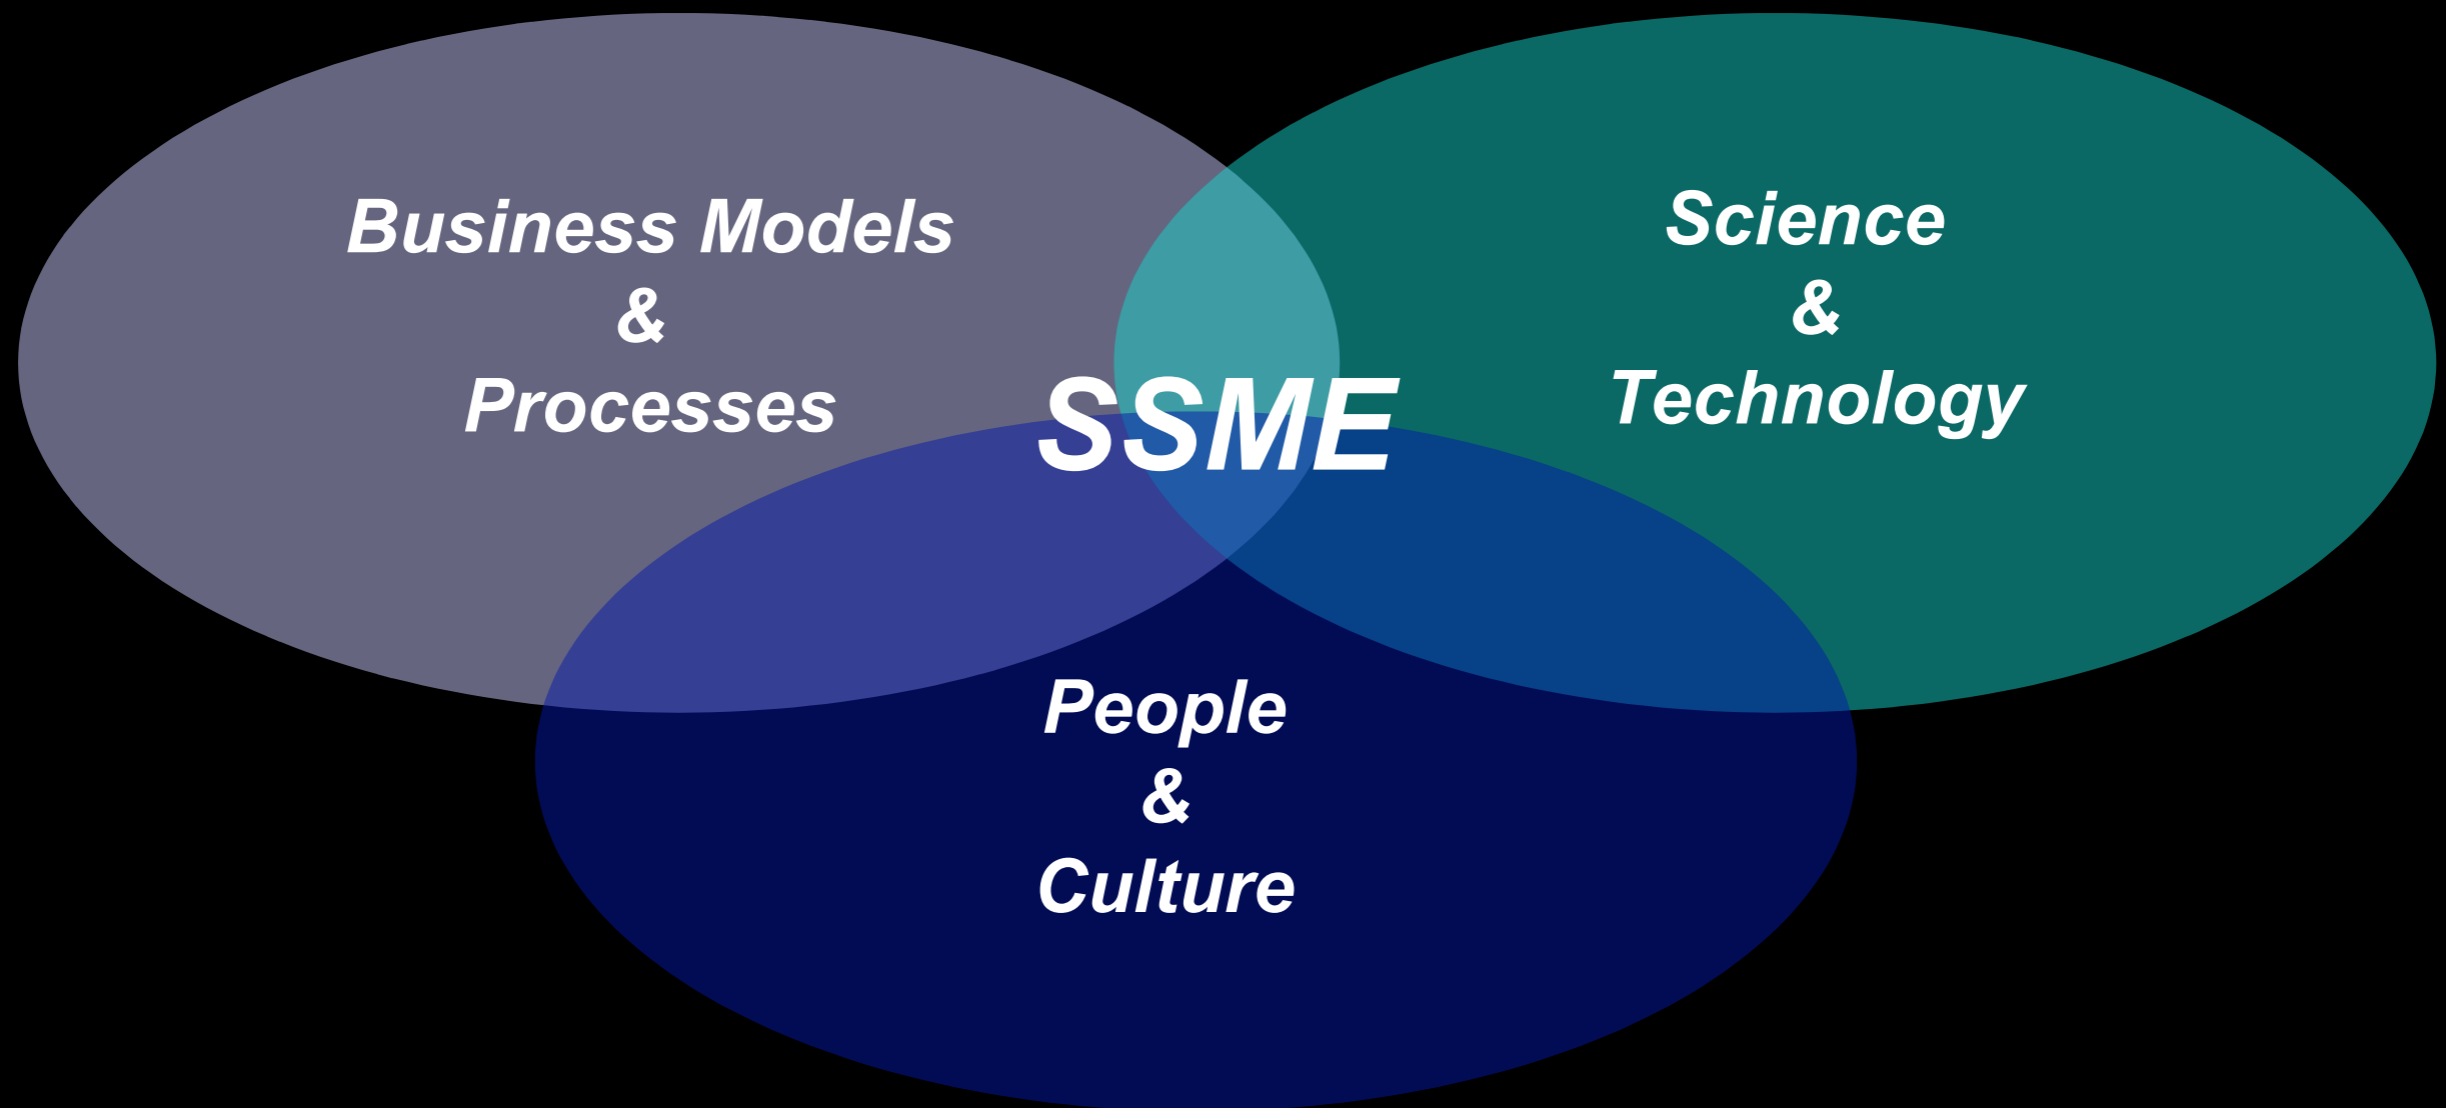 Business Models
&
Processes
Science
&
Technology
SSME
People
&
Culture